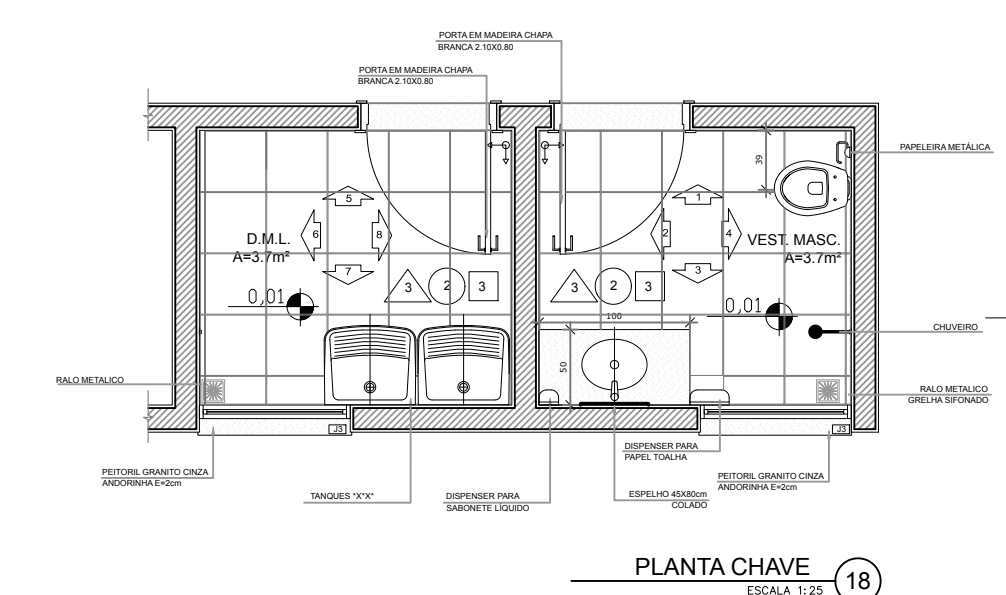 PORTA EM MADEIRA CHAPA
BRANCA 2.10X0.80
PORTA EM MADEIRA CHAPA
BRANCA 2.10X0.80
39
PAPELEIRA METÁLICA
5
6
8
7
D.M.L.
A=3.7m²
1
2
4
3
VEST. MASC.
A=3.7m²
3
2
3
3
2
3
0,01
0,01
100
50
CHUVEIRO
RALO METALICO
RALO METALICO
GRELHA SIFONADO
J3
J3
DISPENSER PARA
PAPEL TOALHA
PEITORIL GRANITO CINZA
ANDORINHA E=2cm
PEITORIL GRANITO CINZA
ANDORINHA E=2cm
TANQUES *X*X*
DISPENSER PARA
SABONETE LÍQUIDO
ESPELHO 45X80cm
COLADO
PLANTA CHAVE
18
ESCALA 1:25